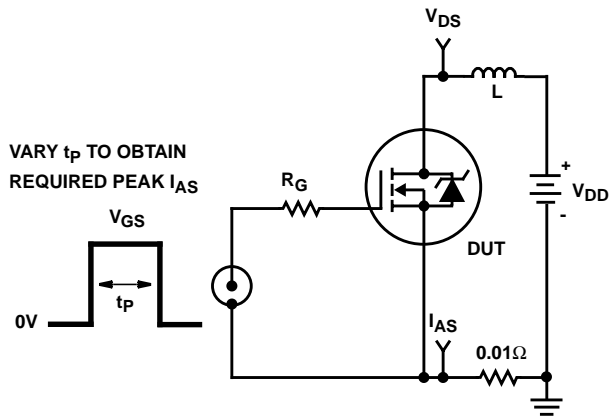 V_DS
L
VARY t_P TO OBTAIN
REQUIRED PEAK I_AS
R_G
+
V_DD
-
V_GS
DUT
t_P
0V
I_AS
0.01Ω